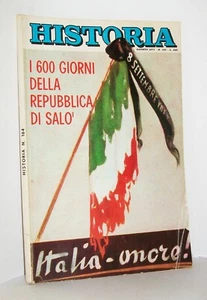 HISTORIA
I 600 GIORNI
DELLA
REPUBBLICA
DI SALO'
8 SETTEMBRE
Italia-onore!
HISTORIA N. 164